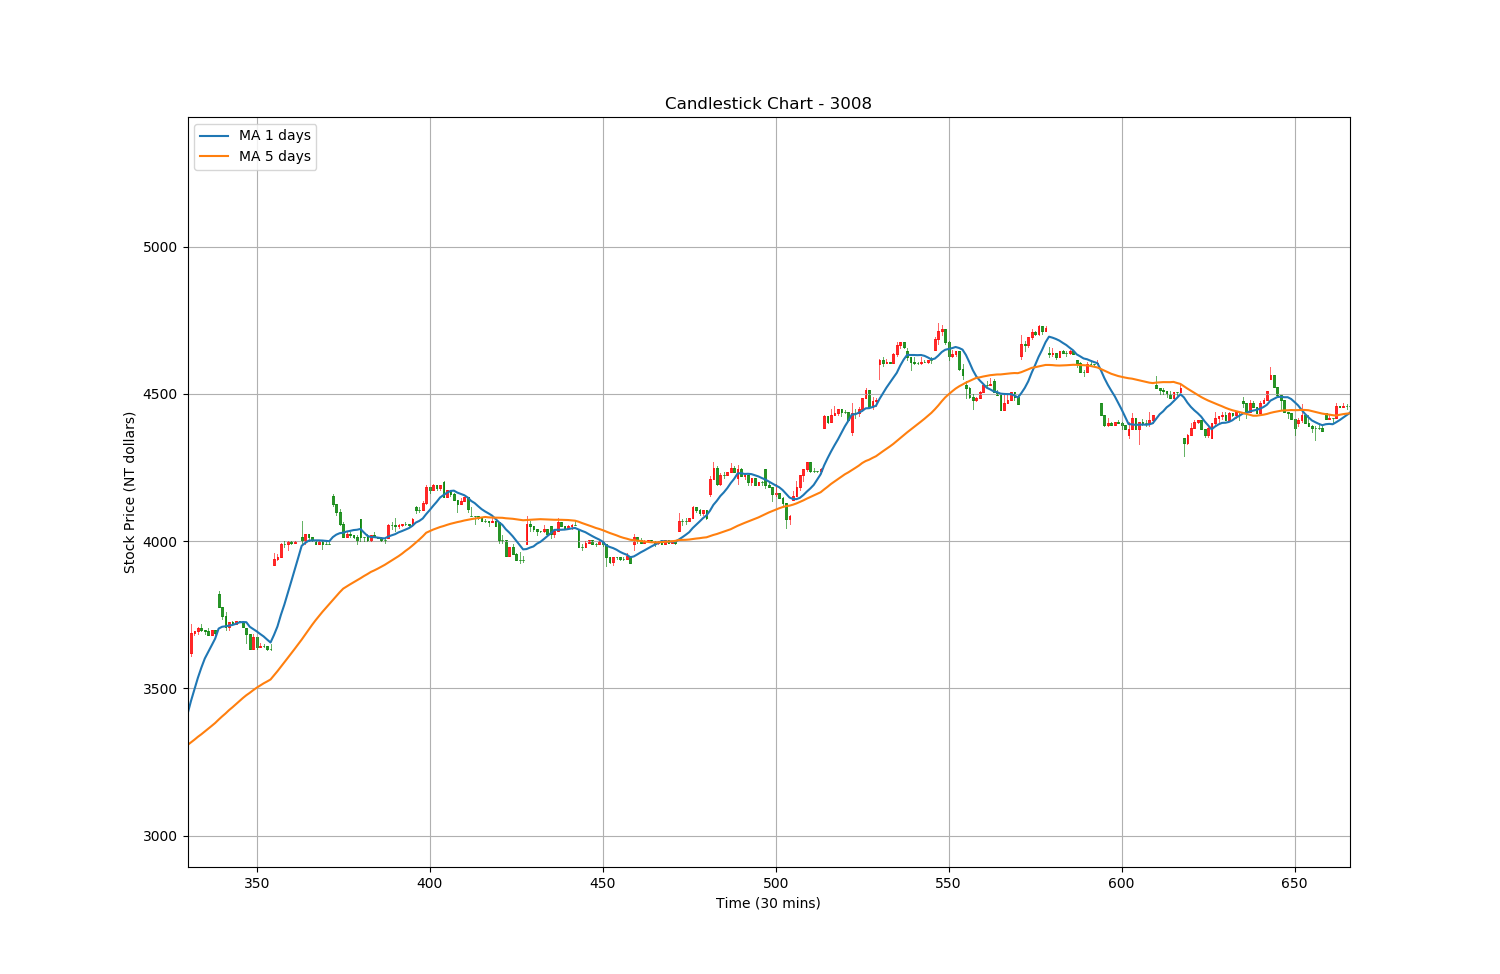 Candlestick Chart - 3008
MA 1 days
MA 5 days
Stock Price (NT dollars)
5000
4500
4000
3500
3000
350 400 450 500 550 600 650
Time (30 mins)